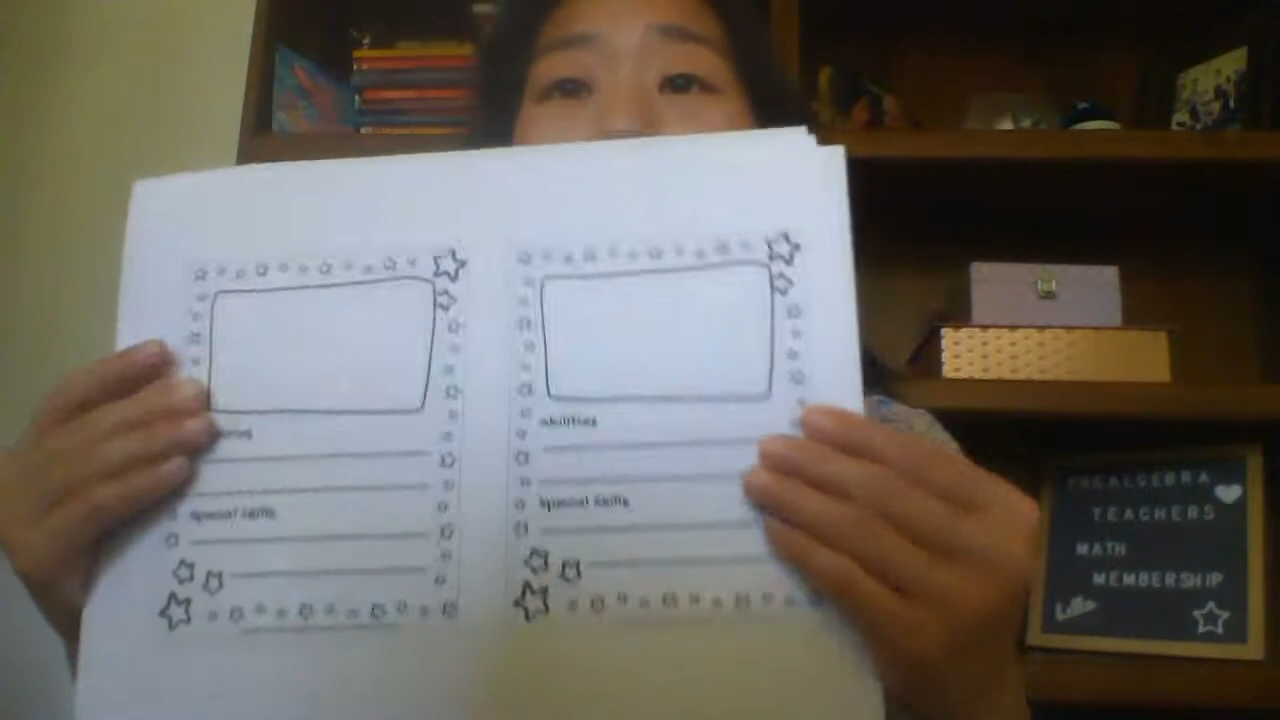 Special Skills
Abilities
Special Skills
PREALGEBRA
TEACHERS
MATH
MEMBERSHIP